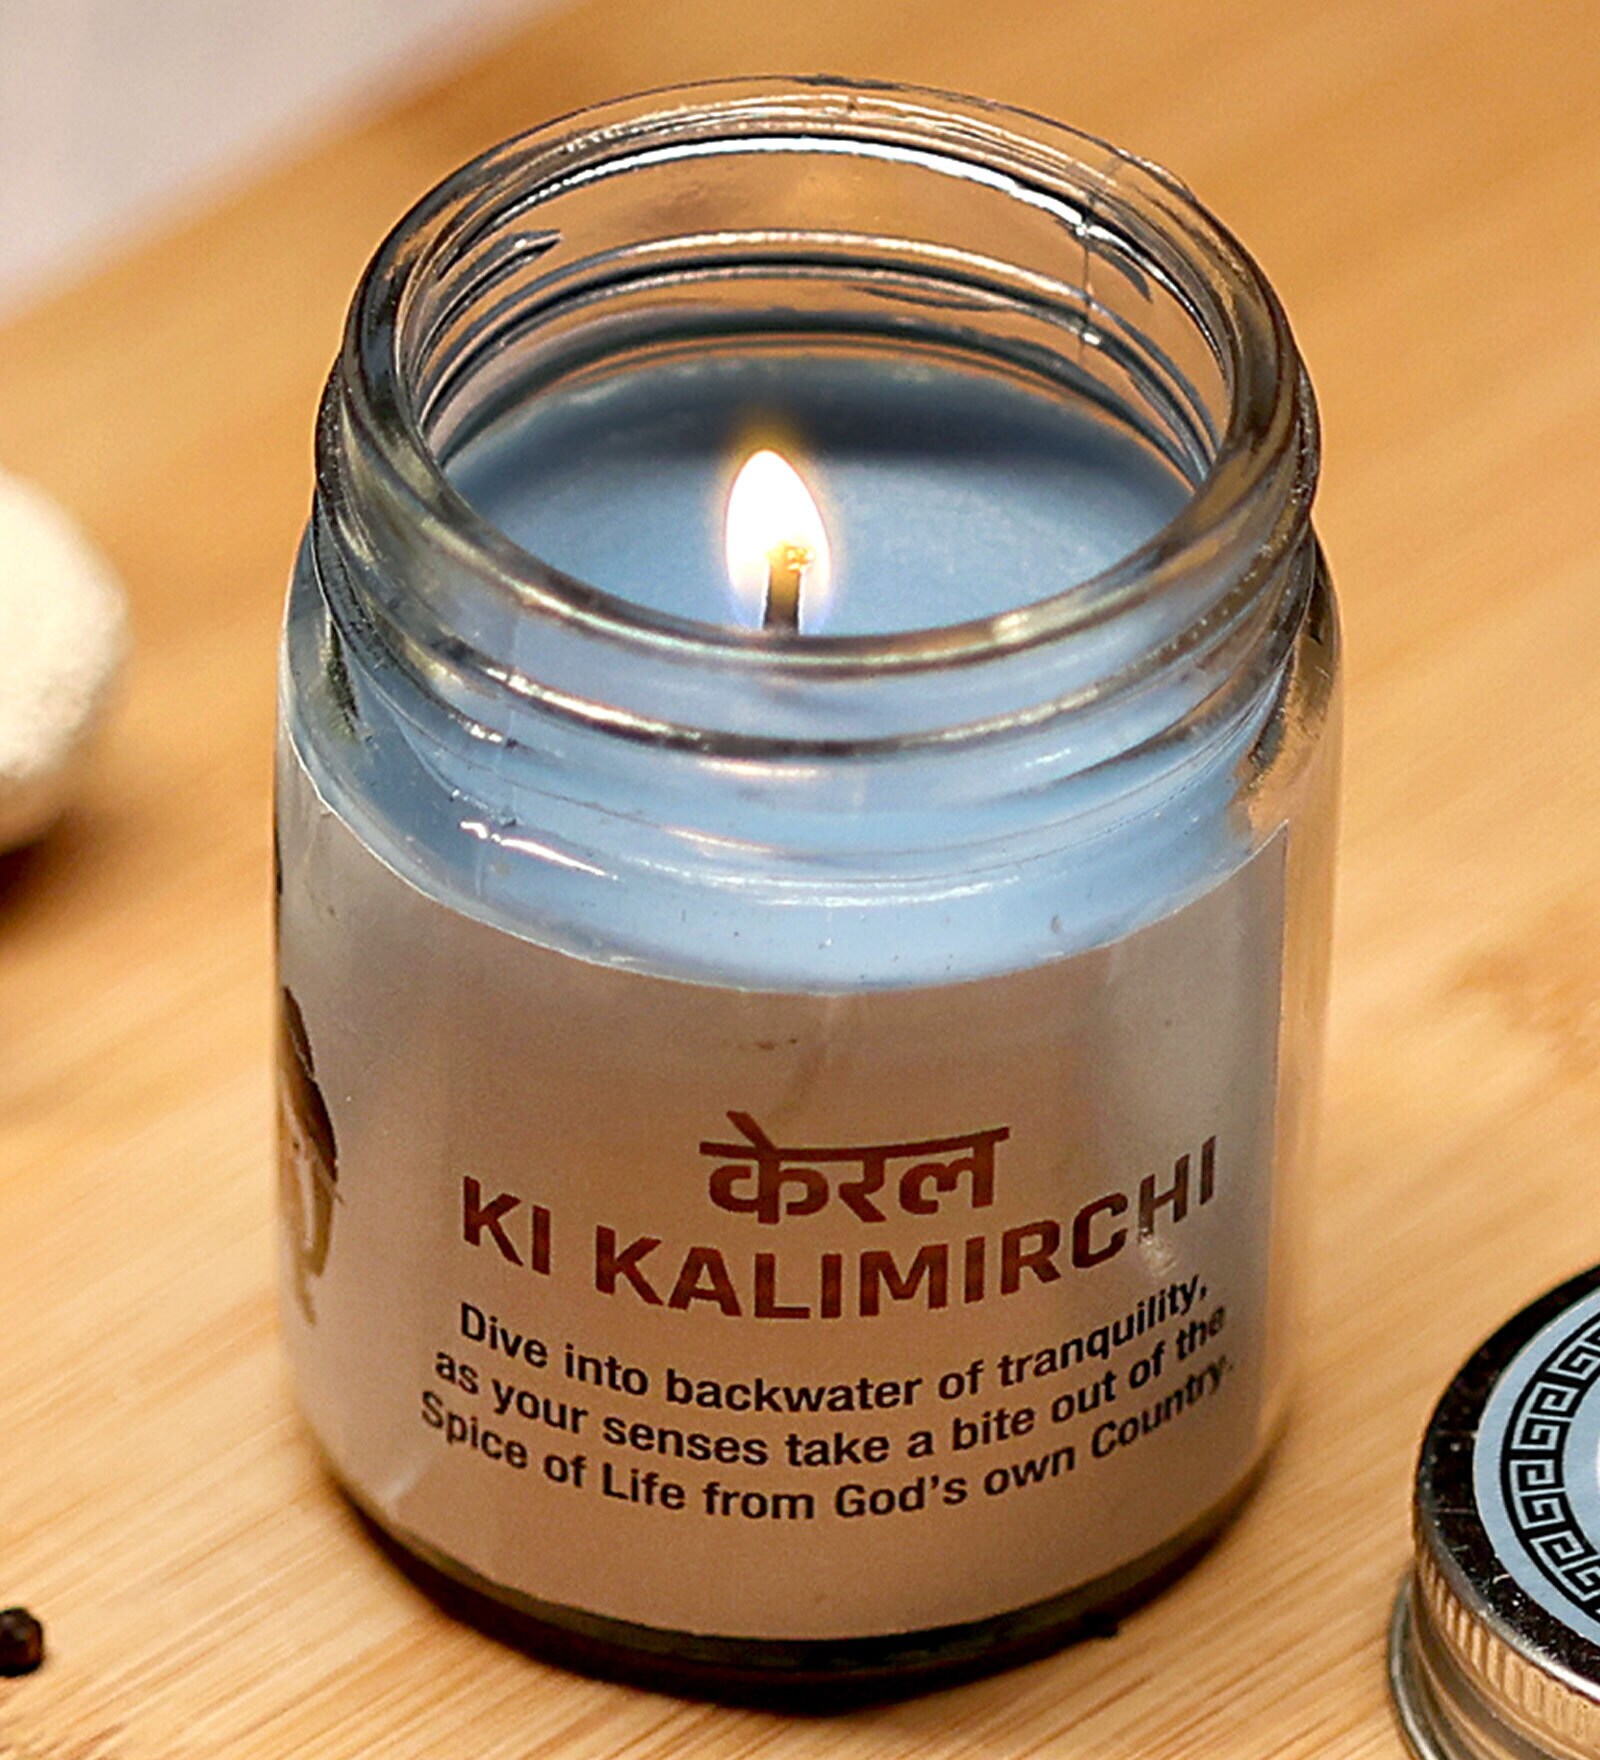 केरल
KI KALIMIRCHI
Dive into backwater of tranquility,
as your senses take a bite out of the
Spice of Life from God's own Country.